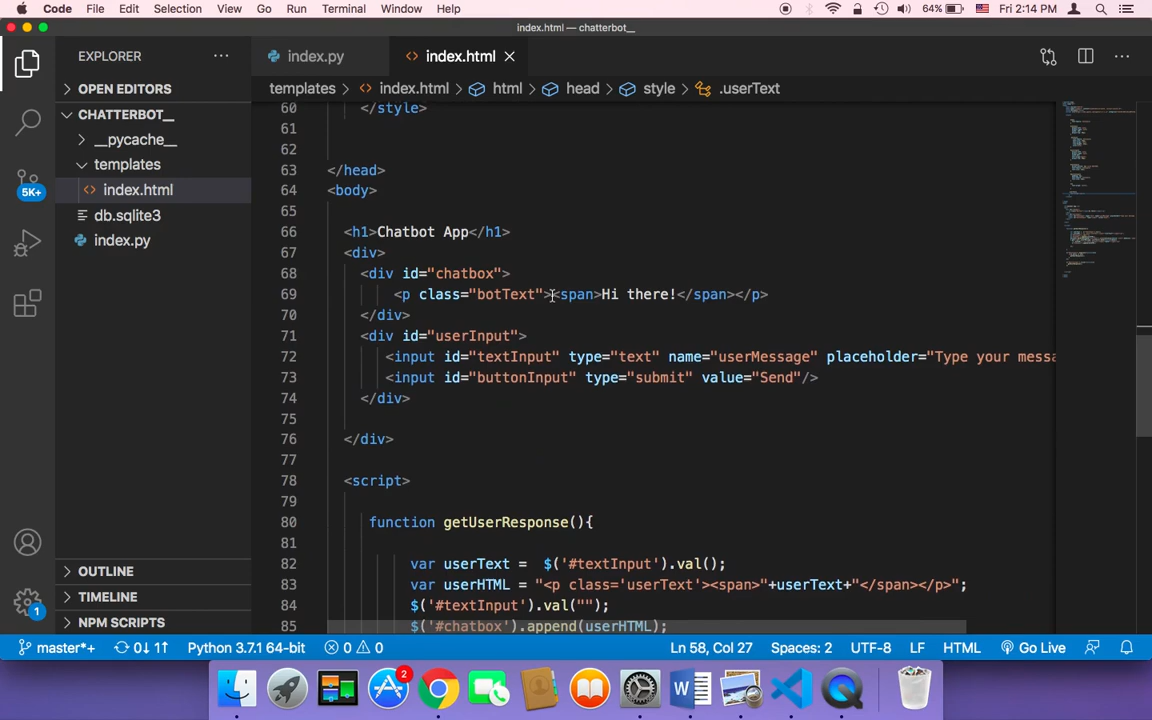 Code File Edit Selection View Go Run Terminal Window Help 64% Fri 2:14 PM
index.html — chatterbot_
EXPLORER
index.py
index.html
templates > index.html > html > head > style > .userText
OPEN EDITORS
CHATTERBOT_
__pycache__
templates
index.html
db.sqlite3
index.py
5K+
60 </style>
61
62
63 </head>
64 <body>
65
66 <h1>Chatbot App</h1>
67 <div>
68 <div id="chatbox">
69 <p class="botText"><span>Hi there!</span></p>
70 </div>
71 <div id="userInput">
72 <input id="textInput" type="text" name="userMessage" placeholder="Type your messa
73 <input id="buttonInput" type="submit" value="Send"/>
74 </div>
75
76 </div>
77
78 <script>
79
80 function getUserResponse(){
81
82 var userText = $('#textInput').val();
83 var userHTML = "<p class='userText'><span>"+userText+"</span></p>";
84 $('#textInput').val("");
85 $('#chatbox').append(userHTML);
OUTLINE
TIMELINE
NPM SCRIPTS
1
master*+ 0↓ 1↑ Python 3.7.1 64-bit 0 0 Ln 58, Col 27 Spaces: 2 UTF-8 LF HTML Go Live
2